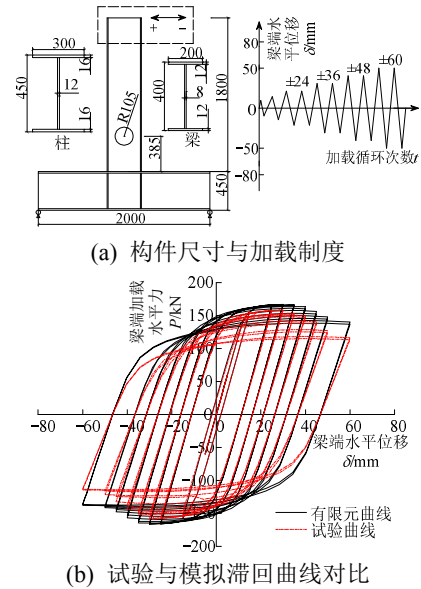 300
16
12
450
16
柱
+
-
200
12
8
400
12
梁
R105
385
1800
450
2000
梁端水
平位移
δ/mm
80
40
0
-40
-80
±24
±36
±48
±60
加载循环次数t
(a) 构件尺寸与加载制度
梁端加载
水平力
P/kN
200
150
100
50
0
-50
-100
-200
-80
-60
-40
-20
20
40
60
80
梁端水平位移
δ/mm
有限元曲线
试验曲线
(b) 试验与模拟滞回曲线对比